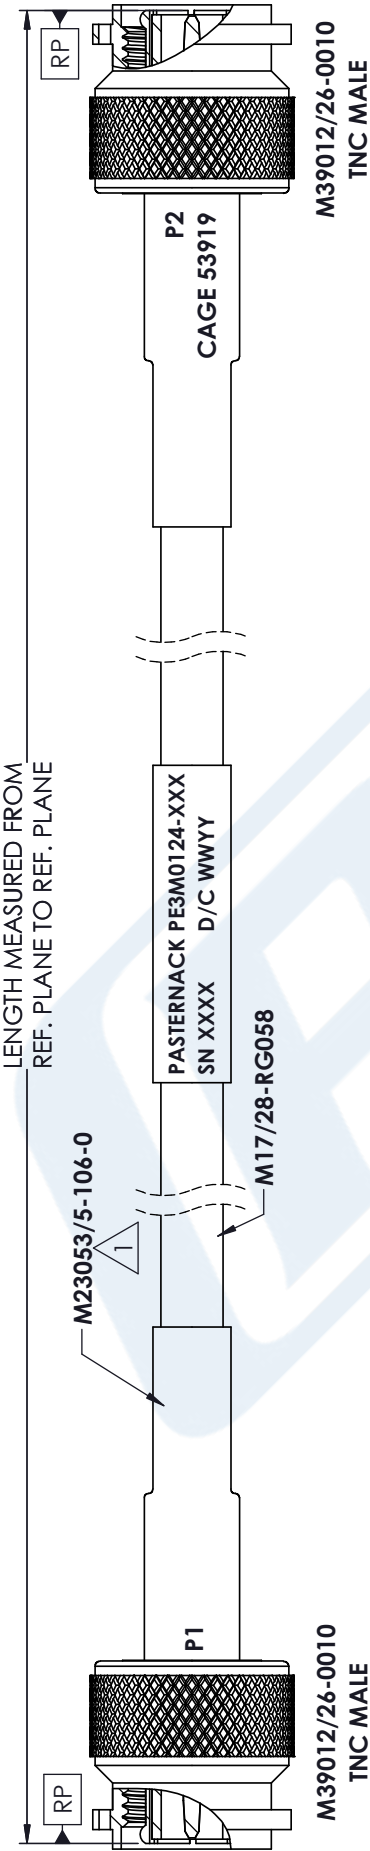 LENGTH MEASURED FROM
REF. PLANE TO REF. PLANE
RP
RP
M23053/5-106-0
1
P1
PASTERNACK PE3M0124-XXX
SN XXXX D/C WWYY
P2
CAGE 53919
M17/28-RG058
M39012/26-0010
TNC MALE
M39012/26-0010
TNC MALE